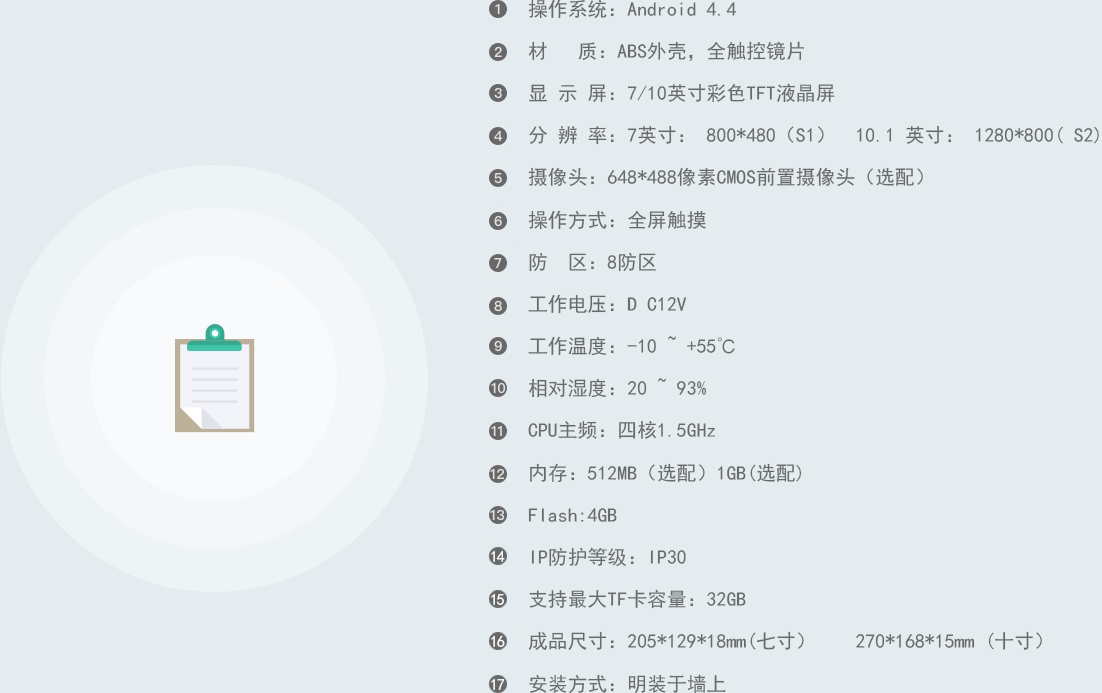 ❶ 操作系统：Android 4.4
❷ 材 质：ABS外壳，全触控镜片
❸ 显 示 屏：7/10英寸彩色TFT液晶屏
❹ 分 辨 率：7英寸： 800*480（S1） 10.1 英寸： 1280*800( S2)
❺ 摄像头：648*488像素CMOS前置摄像头（选配）
❻ 操作方式：全屏触摸
❼ 防 区：8防区
❽ 工作电压：D C12V
❾ 工作温度：-10 ~ +55℃
❿ 相对湿度：20 ~ 93%
⓫ CPU主频：四核1.5GHz
⓬ 内存：512MB（选配）1GB(选配)
⓭ Flash:4GB
⓮ IP防护等级：IP30
⓯ 支持最大TF卡容量：32GB
⓰ 成品尺寸：205*129*18mm(七寸） 270*168*15mm（十寸）
⓱ 安装方式：明装于墙上